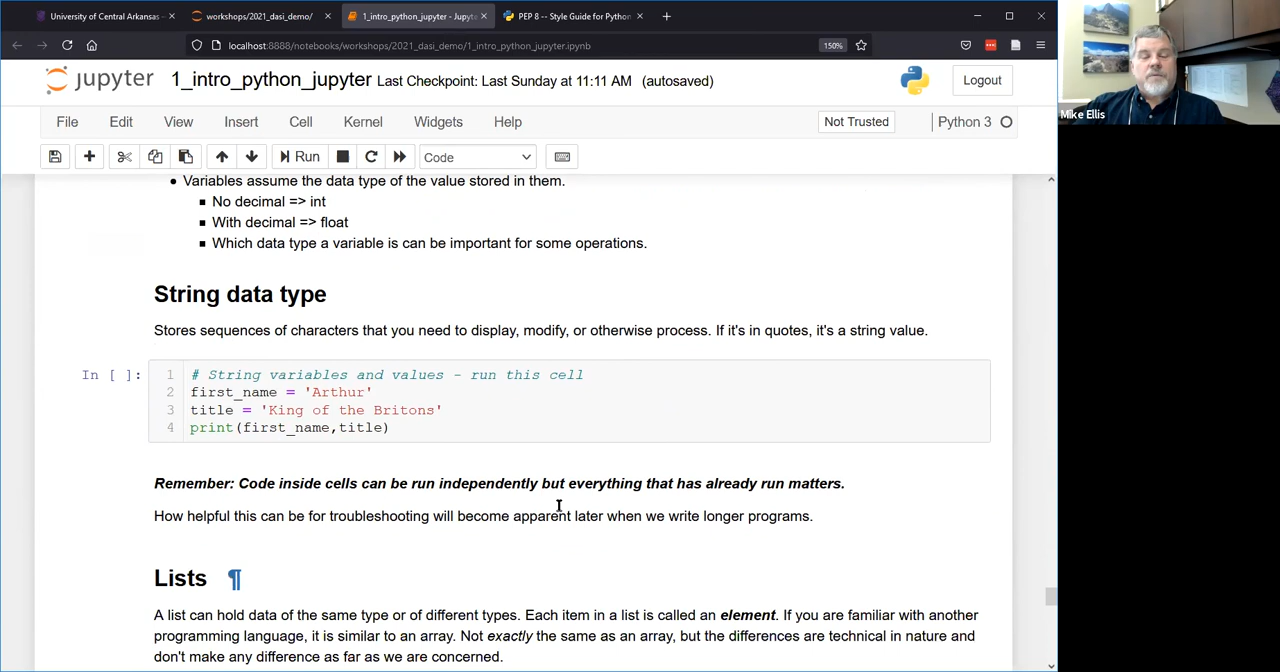 University of Central Arkansas
workshops/2021_dasi_demo/
1_intro_python_jupyter - Jupyt
PEP 8 -- Style Guide for Python
localhost:8888/notebooks/workshops/2021_dasi_demo/1_intro_python_jupyter.ipynb
150%
jupyter 1_intro_python_jupyter Last Checkpoint: Last Sunday at 11:11 AM (autosaved)
Logout
File Edit View Insert Cell Kernel Widgets Help
Not Trusted
Python 3
Run
Code
Mike Ellis
Variables assume the data type of the value stored in them.
No decimal => int
With decimal => float
Which data type a variable is can be important for some operations.
String data type
Stores sequences of characters that you need to display, modify, or otherwise process. If it's in quotes, it's a string value.
In [ ]:
1 # String variables and values - run this cell
2 first_name = 'Arthur'
3 title = 'King of the Britons'
4 print(first_name,title)
Remember: Code inside cells can be run independently but everything that has already run matters.
How helpful this can be for troubleshooting will become apparent later when we write longer programs.
Lists ¶
A list can hold data of the same type or of different types. Each item in a list is called an element. If you are familiar with another
programming language, it is similar to an array. Not exactly the same as an array, but the differences are technical in nature and
don't make any difference as far as we are concerned.